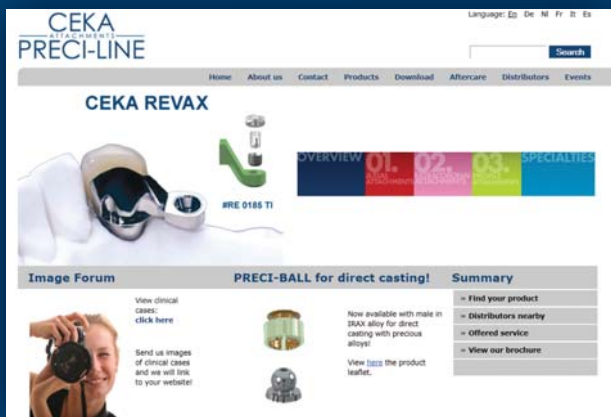 CEKA
ATTACHMENTS
PRECI-LINE
Language: En De Nl Fr It Es
Search
Home About us Contact Products Download Aftercare Distributors Events
CEKA REVAX
#RE 0185 TI
OVERVIEW 01. 02. 03. SPECIALTIES
AXIAL
ATTACHMENTS
ATTACHMENTS
ATTACHMENTS
Image Forum
View clinical
cases:
click here
Send us images
of clinical cases
and we will link
to your website!
PRECI-BALL for direct casting!
Now available with male in
IRAX alloy for direct
casting with precious
alloys!
View here the product
leaflet.
Summary
» Find your product
» Distributors nearby
» Offered service
» View our brochure